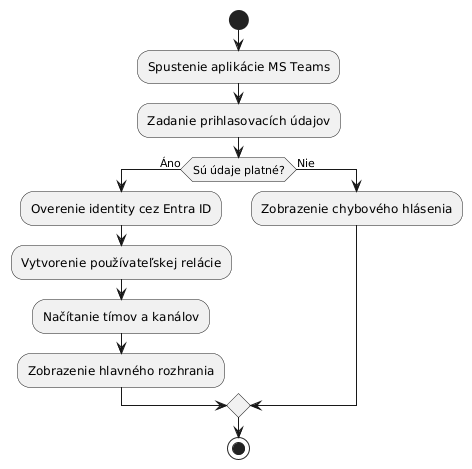 Spustenie aplikácie MS Teams
Zadanie prihlasovacích údajov
Sú údaje platné?
Áno
Nie
Overenie identity cez Entra ID
Zobrazenie chybového hlásenia
Vytvorenie používateľskej relácie
Načítanie tímov a kanálov
Zobrazenie hlavného rozhrania